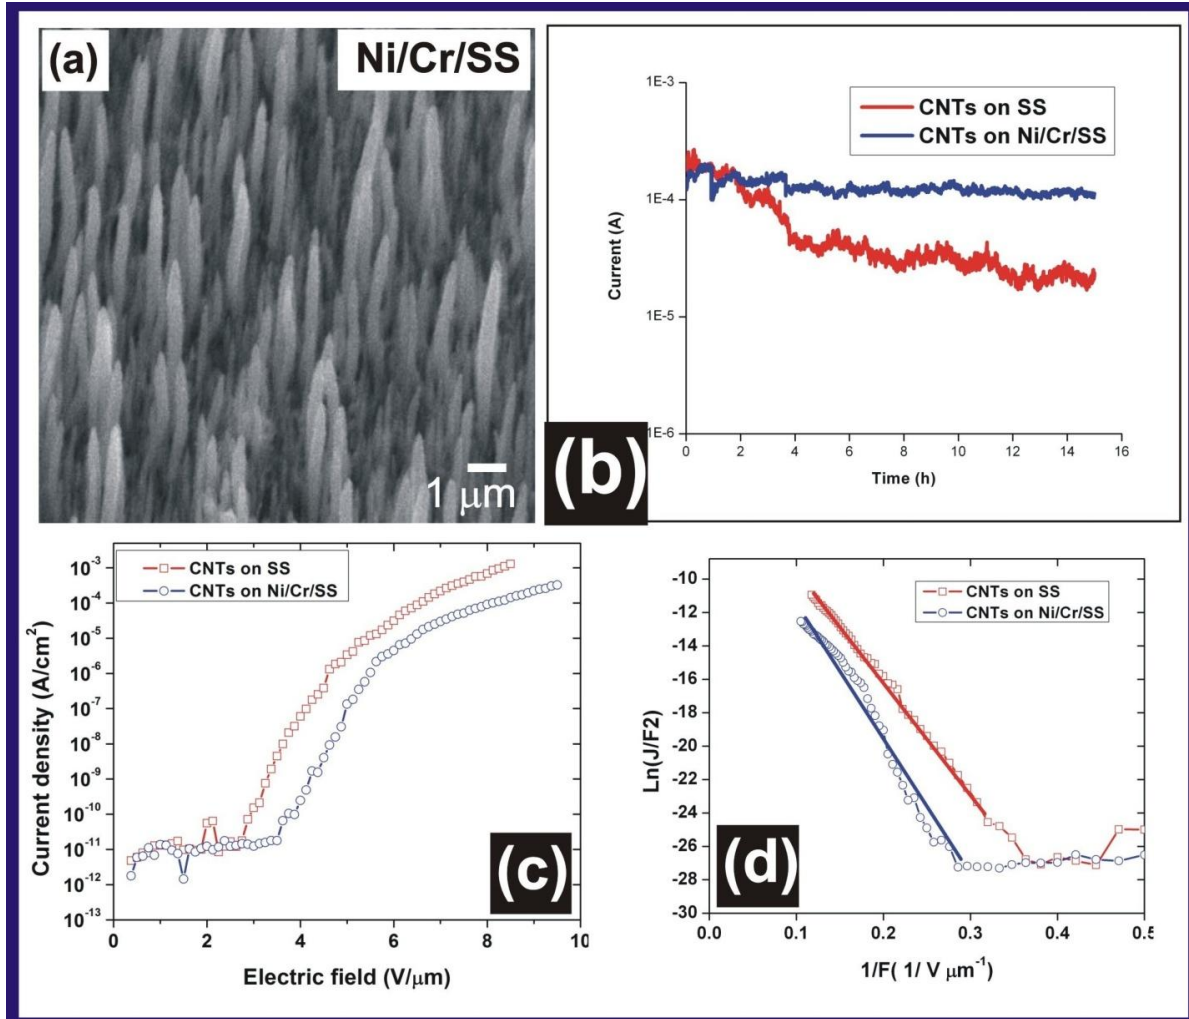 (a)
Ni/Cr/SS
1 μm
(b)
1E-3
1E-4
1E-5
1E-6
Current (A)
CNTs on SS
CNTs on Ni/Cr/SS
0 2 4 6 8 10 12 14 16
Time (h)
(c)
CNTs on SS
CNTs on Ni/Cr/SS
10⁻³
10⁻⁴
10⁻⁵
10⁻⁶
10⁻⁷
10⁻⁸
10⁻⁹
10⁻¹⁰
10⁻¹¹
10⁻¹²
10⁻¹³
Current density (A/cm²)
0 2 4 6 8 10
Electric field (V/μm)
(d)
CNTs on SS
CNTs on Ni/Cr/SS
-10
-12
-14
-16
-18
-20
-22
-24
-26
-28
-30
Ln(J/F2)
0.0 0.1 0.2 0.3 0.4 0.5
1/F( 1/ V μm⁻¹)